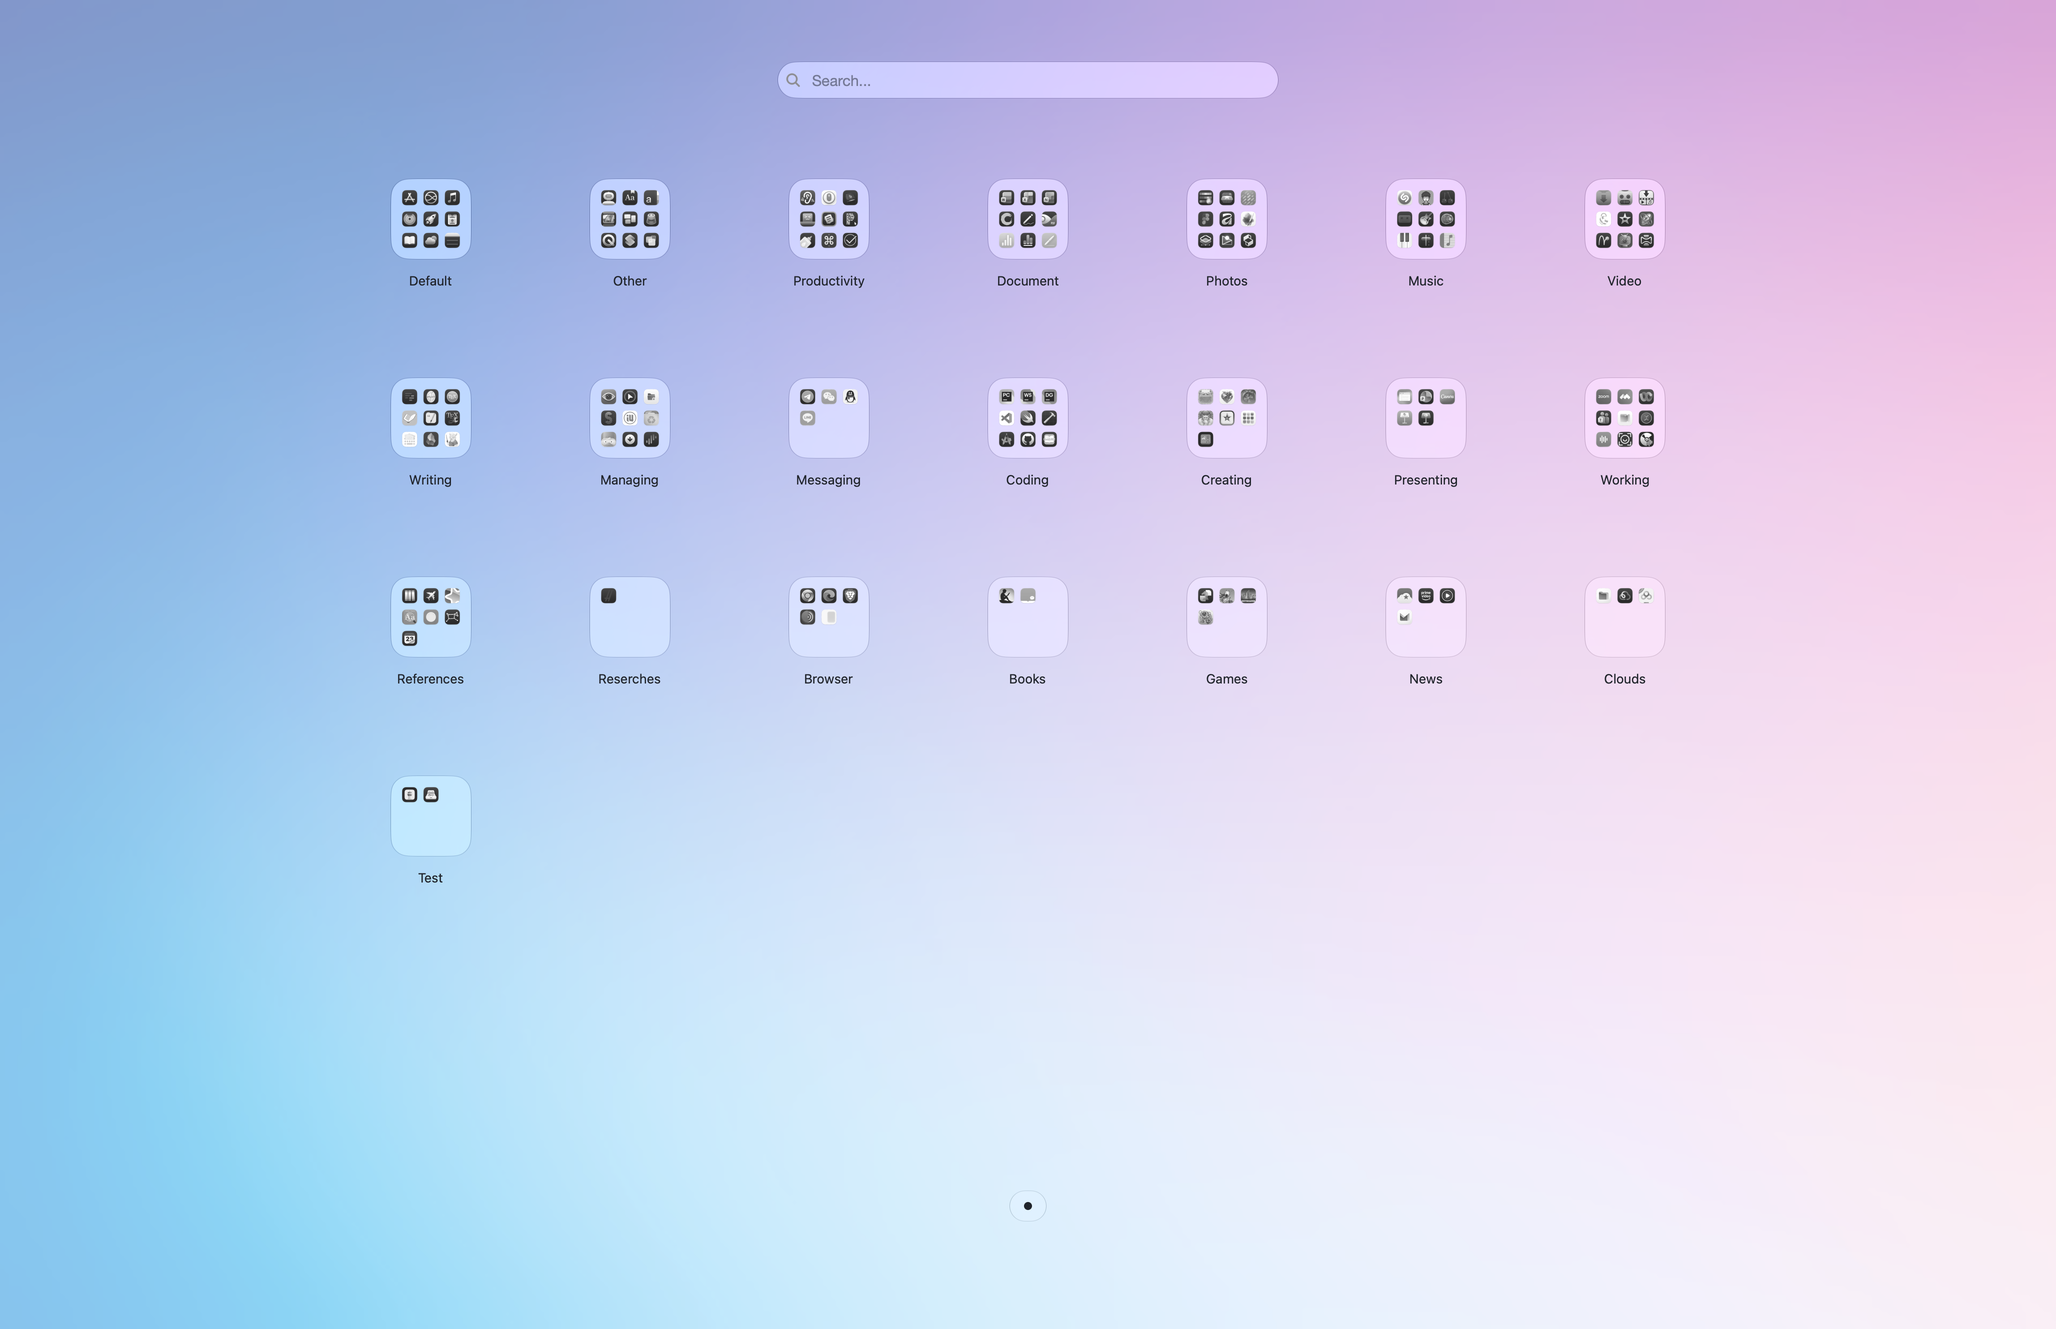 Search...
Default
Other
Productivity
Document
Photos
Music
Video
Writing
Managing
Messaging
Coding
Creating
Presenting
Working
References
Reserches
Browser
Books
Games
News
Clouds
Test